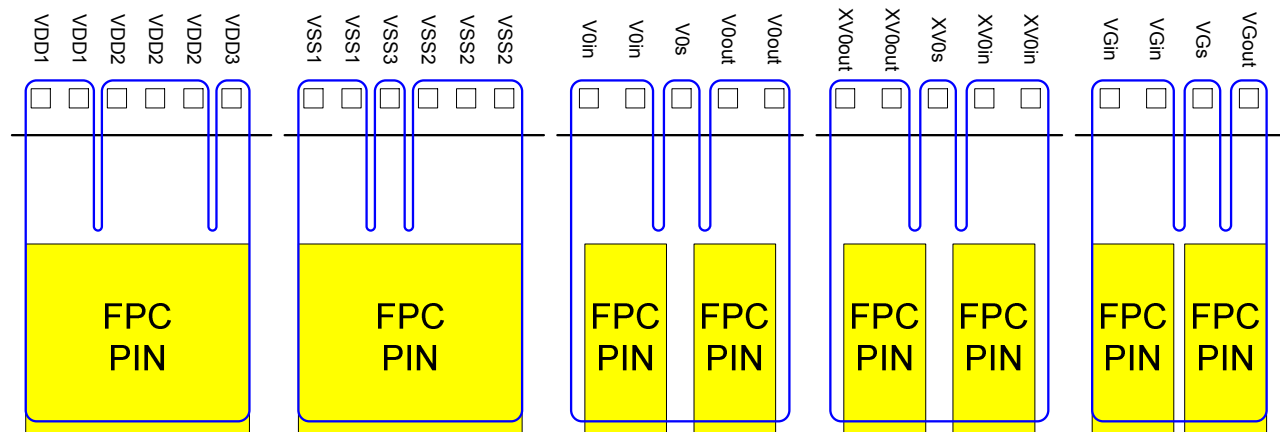 VDD1
VDD1
VDD2
VDD2
VDD2
VDD3
VSS1
VSS1
VSS3
VSS2
VSS2
VSS2
V0in
V0in
V0s
V0out
V0out
XV0out
XV0out
XV0s
XV0in
XV0in
VGin
VGin
VGs
VGout
FPC
PIN
FPC
PIN
FPC
PIN
FPC
PIN
FPC
PIN
FPC
PIN
FPC
PIN
FPC
PIN